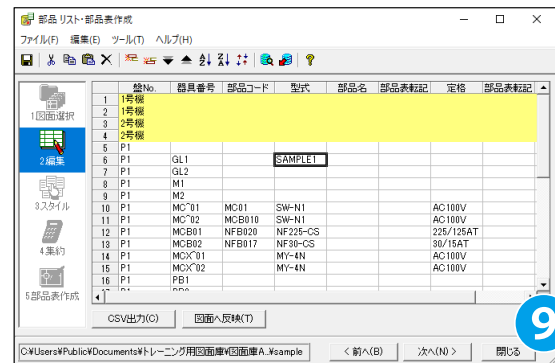 部品 リスト・部品表作成
ファイル(F) 編集(E) ツール(T) ヘルプ(H)
盤No. 器具番号 部品コード 型式 部品名 部品表転記 定格 部品表転記
1 1号機
2 1号機
3 2号機
4 2号機
5 P1
6 P1 GL1 SAMPLE1
7 P1 GL2
8 P1 M1
9 P1 M2
10 P1 MC^01 MC01 SW-N1 AC100V
11 P1 MC^02 MCB010 SW-N1 AC100V
12 P1 MCB01 NFB020 NF225-CS 225/125AT
13 P1 MCB02 NFB017 NF30-CS 30/15AT
14 P1 MCX^01 MY-4N AC100V
15 P1 MCX^02 MY-4N AC100V
16 P1 PB1
1.図面選択
2.編集
3.スタイル
4.集約
5.部品表作成
CSV出力(C) 図面へ反映(T)
C:¥Users¥Public¥Documents¥トレーニング用図面庫¥図面庫A..¥sample
< 前へ(B) 次へ(N) > 閉じる
9